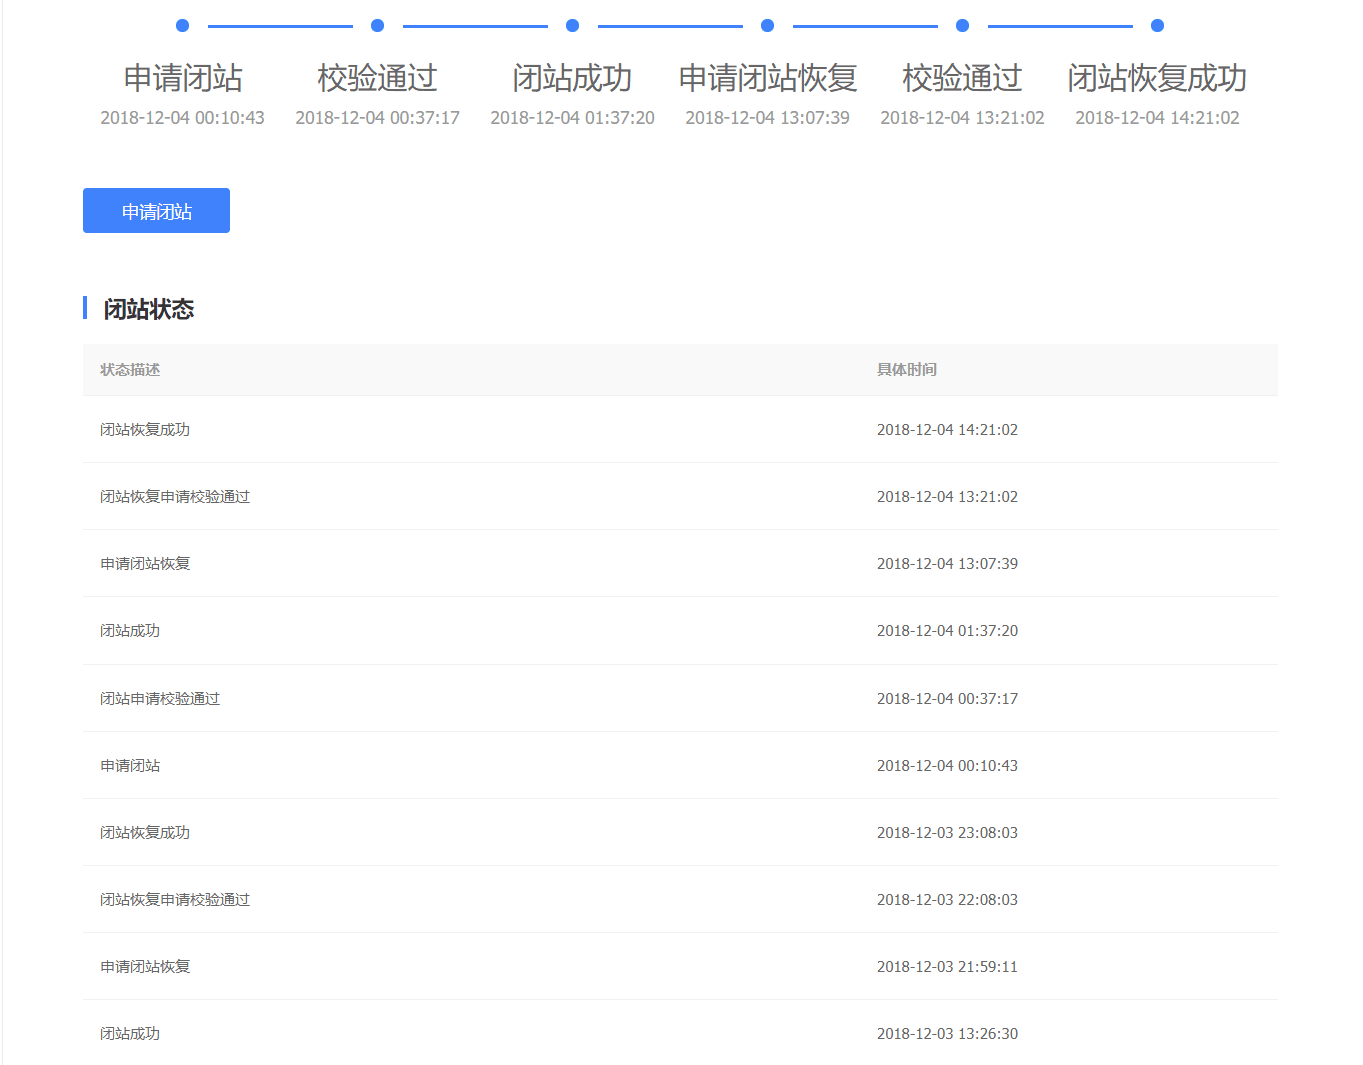 申请闭站 校验通过 闭站成功 申请闭站恢复 校验通过 闭站恢复成功
2018-12-04 00:10:43 2018-12-04 00:37:17 2018-12-04 01:37:20 2018-12-04 13:07:39 2018-12-04 13:21:02 2018-12-04 14:21:02
申请闭站
闭站状态
状态描述 具体时间
闭站恢复成功 2018-12-04 14:21:02
闭站恢复申请校验通过 2018-12-04 13:21:02
申请闭站恢复 2018-12-04 13:07:39
闭站成功 2018-12-04 01:37:20
闭站申请校验通过 2018-12-04 00:37:17
申请闭站 2018-12-04 00:10:43
闭站恢复成功 2018-12-03 23:08:03
闭站恢复申请校验通过 2018-12-03 22:08:03
申请闭站恢复 2018-12-03 21:59:11
闭站成功 2018-12-03 13:26:30